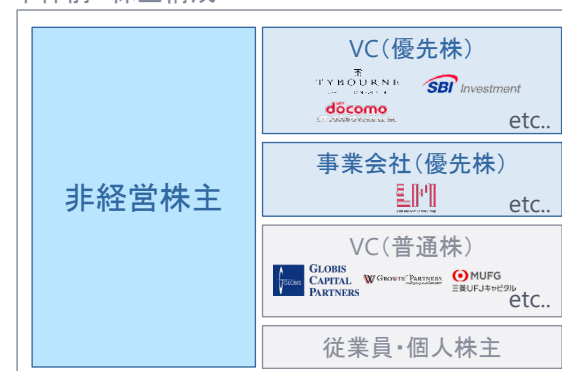 非経営株主
VC（優先株）
TYBOURNE
SBI Investment
döcomo
etc..
事業会社（優先株）
etc..
VC（普通株）
GLOBIS
GLOBIS
CAPITAL
PARTNERS
GROWTH PARTNERS
MUFG
三菱UFJキャピタル
etc..
従業員・個人株主